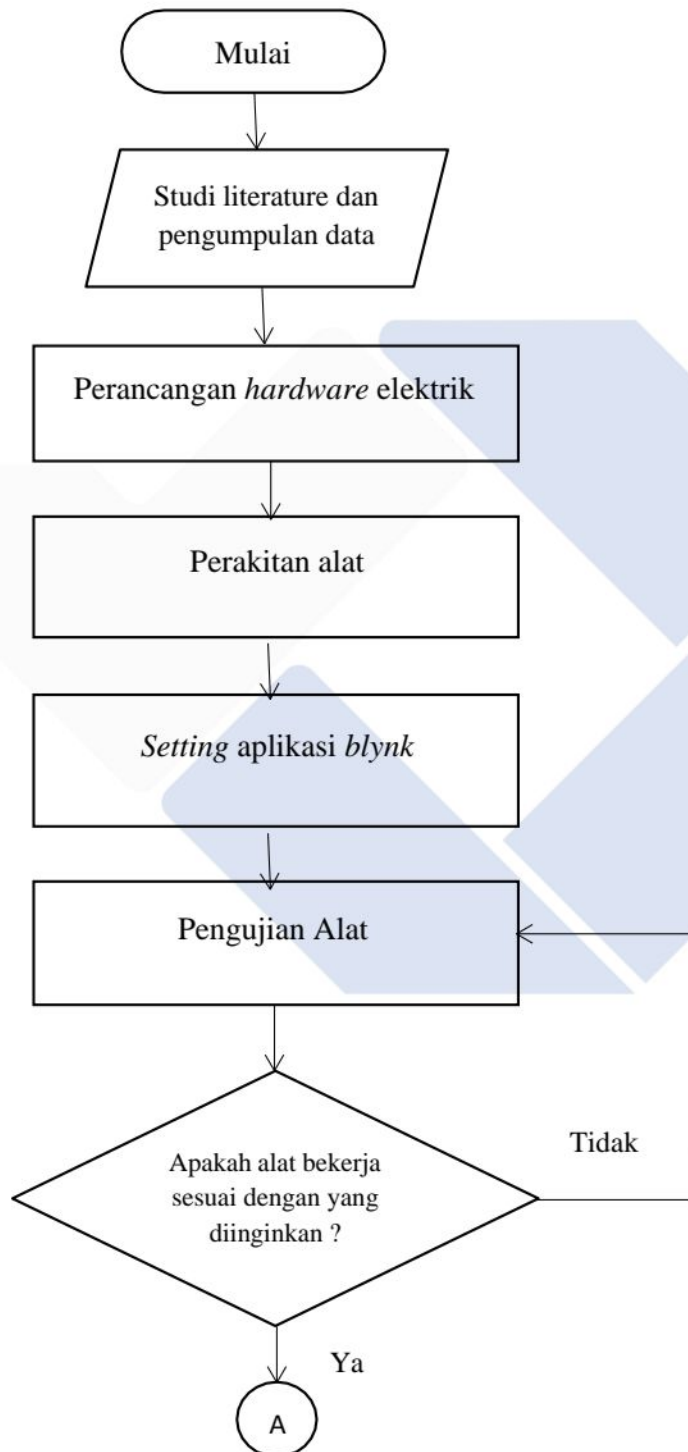 Mulai
Studi literature dan
pengumpulan data
Perancangan hardware elektrik
Perakitan alat
Setting aplikasi blynk
Pengujian Alat
Apakah alat bekerja
sesuai dengan yang
diinginkan ?
Tidak
Ya
A